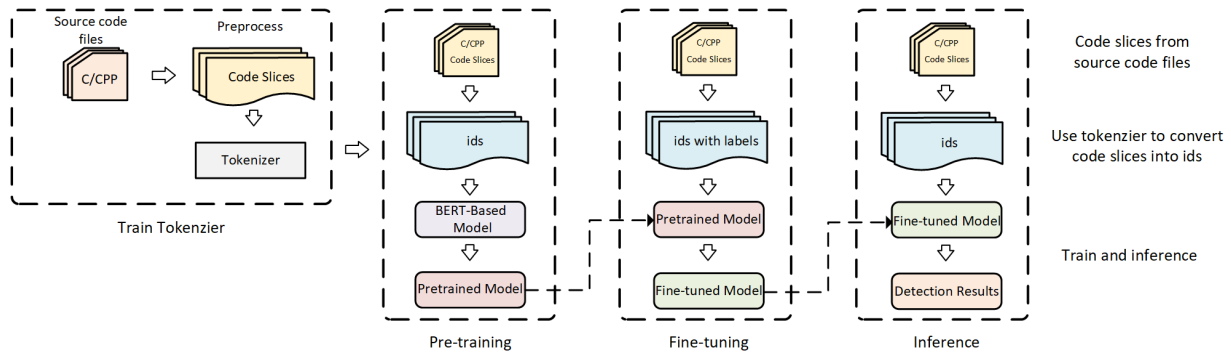 Source code
files
Preprocess
C/CPP
Code Slices
Tokenizer
Train Tokenzier
C/CPP
Code Slices
ids
BERT-Based
Model
Pretrained Model
Pre-training
C/CPP
Code Slices
ids with labels
Pretrained Model
Fine-tuned Model
Fine-tuning
C/CPP
Code Slices
ids
Fine-tuned Model
Detection Results
Inference
Code slices from
source code files
Use tokenzier to convert
code slices into ids
Train and inference